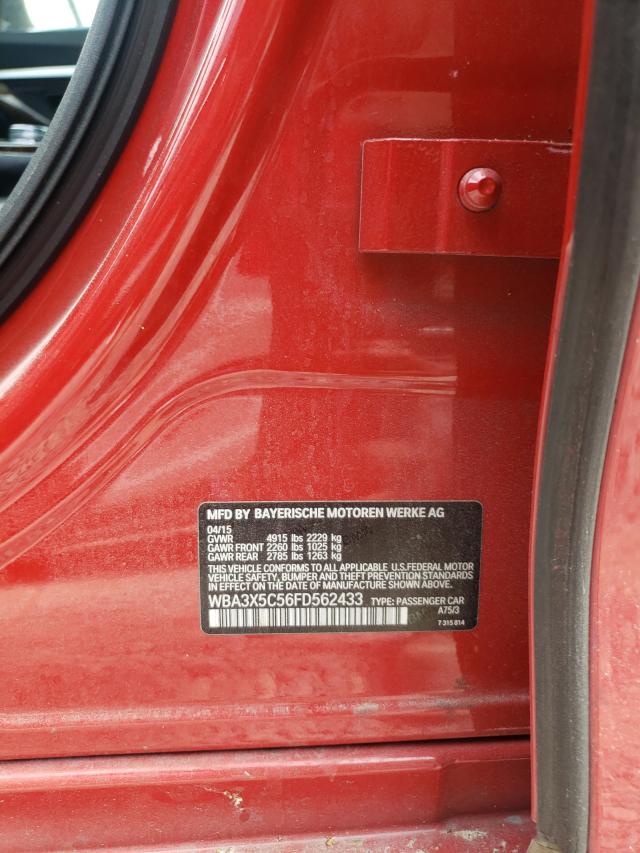 MFD BY BAYERISCHE MOTOREN WERKE AG
04/15
GVWR 4915 lbs 2229 kg
GAWR FRONT 2260 lbs 1025 kg
GAWR REAR 2785 lbs 1263 kg
THIS VEHICLE CONFORMS TO ALL APPLICABLE U.S.FEDERAL MOTOR
VEHICLE SAFETY, BUMPER AND THEFT PREVENTION STANDARDS
IN EFFECT ON THE DATE OF MANUFACTURE SHOWN ABOVE.
WBA3X5C56FD562433 TYPE: PASSENGER CAR
A75/3
7 315 814